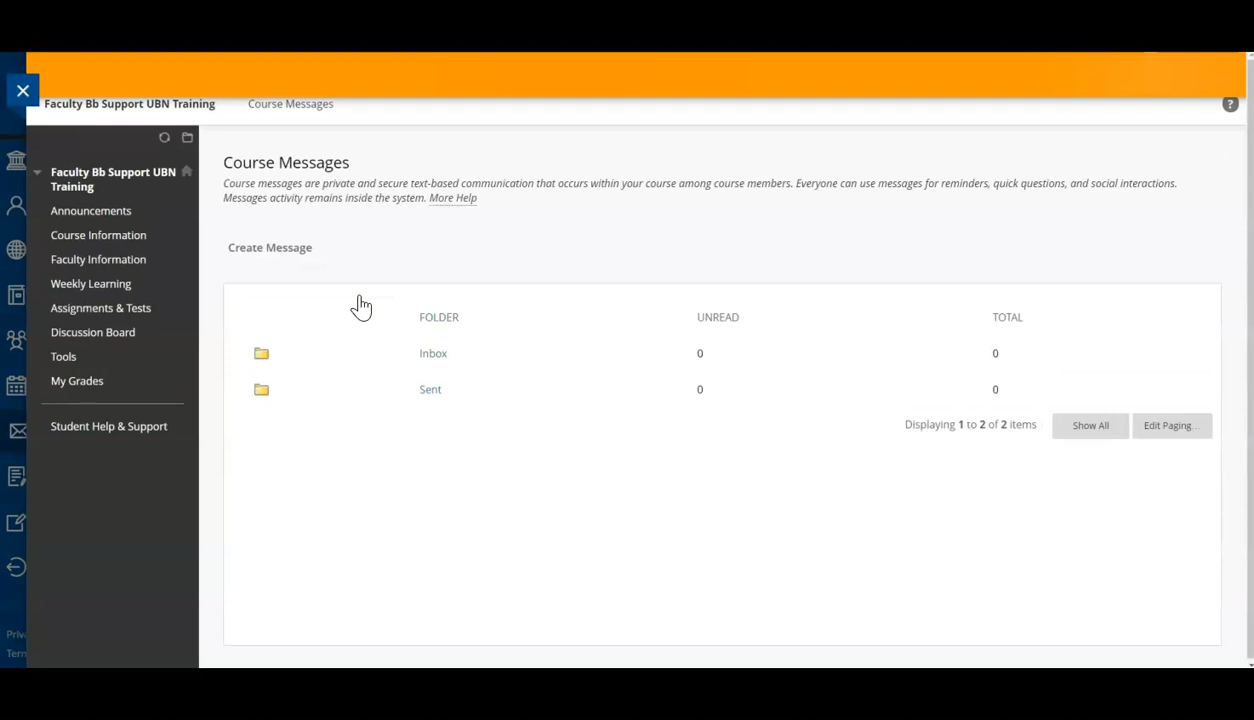 Faculty Bb Support UBN Training Course Messages ?
Faculty Bb Support UBN
Training
Announcements
Course Information
Faculty Information
Weekly Learning
Assignments & Tests
Discussion Board
Tools
My Grades
Student Help & Support
Course Messages
Course messages are private and secure text-based communication that occurs within your course among course members. Everyone can use messages for reminders, quick questions, and social interactions.
Messages activity remains inside the system. More Help
Create Message
FOLDER UNREAD TOTAL
Inbox 0 0
Sent 0 0
Displaying 1 to 2 of 2 items Show All Edit Paging...